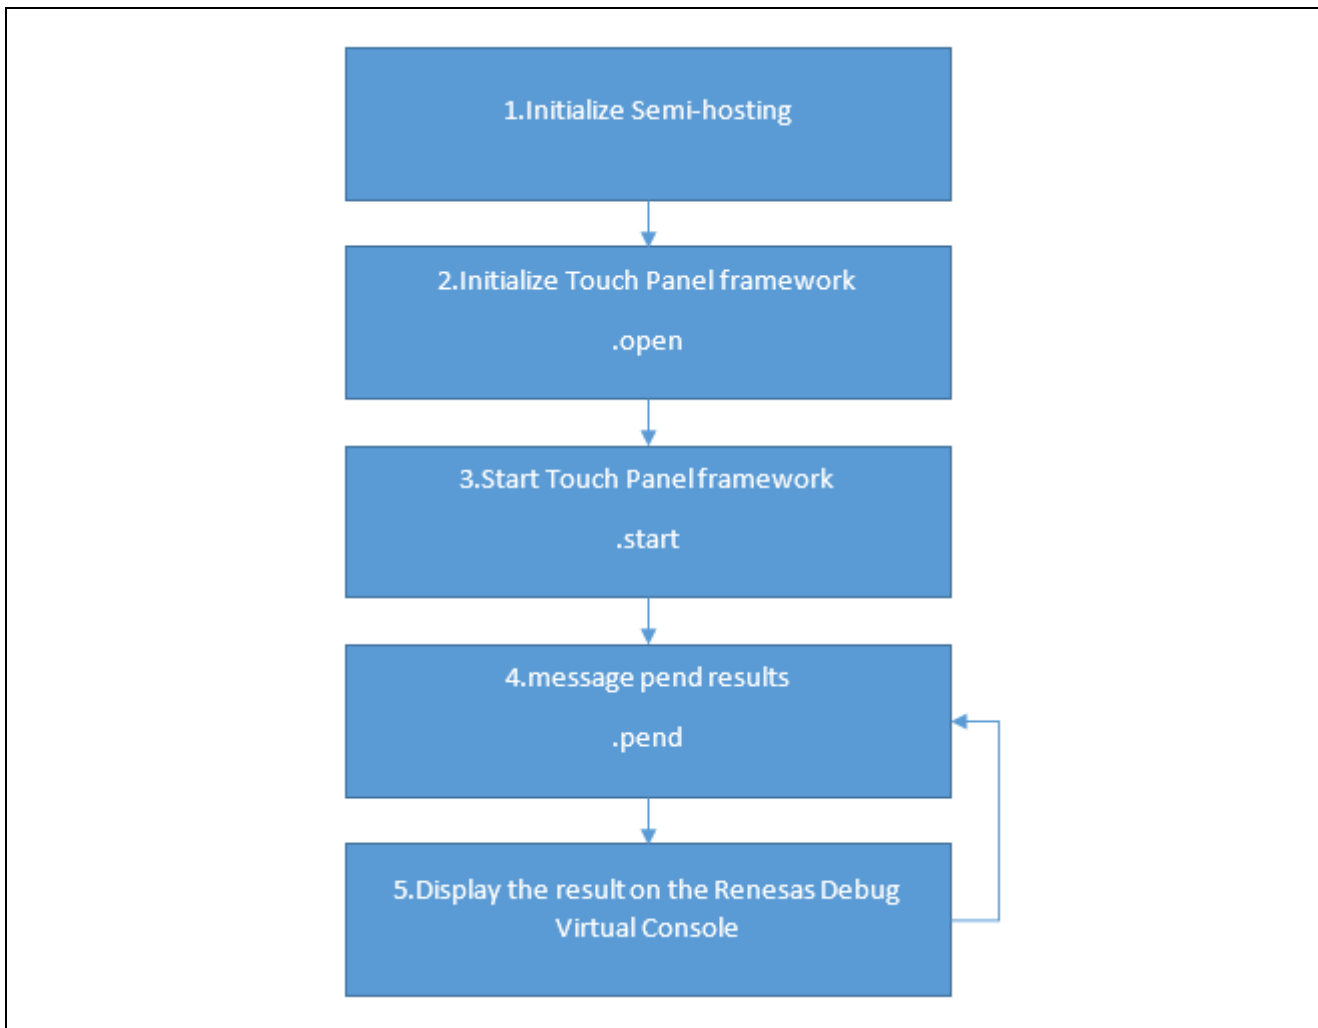 1.Initialize Semi-hosting
2.Initialize Touch Panel framework
.open
3.Start Touch Panel framework
.start
4.message pend results
.pend
5.Display the result on the Renesas Debug
Virtual Console